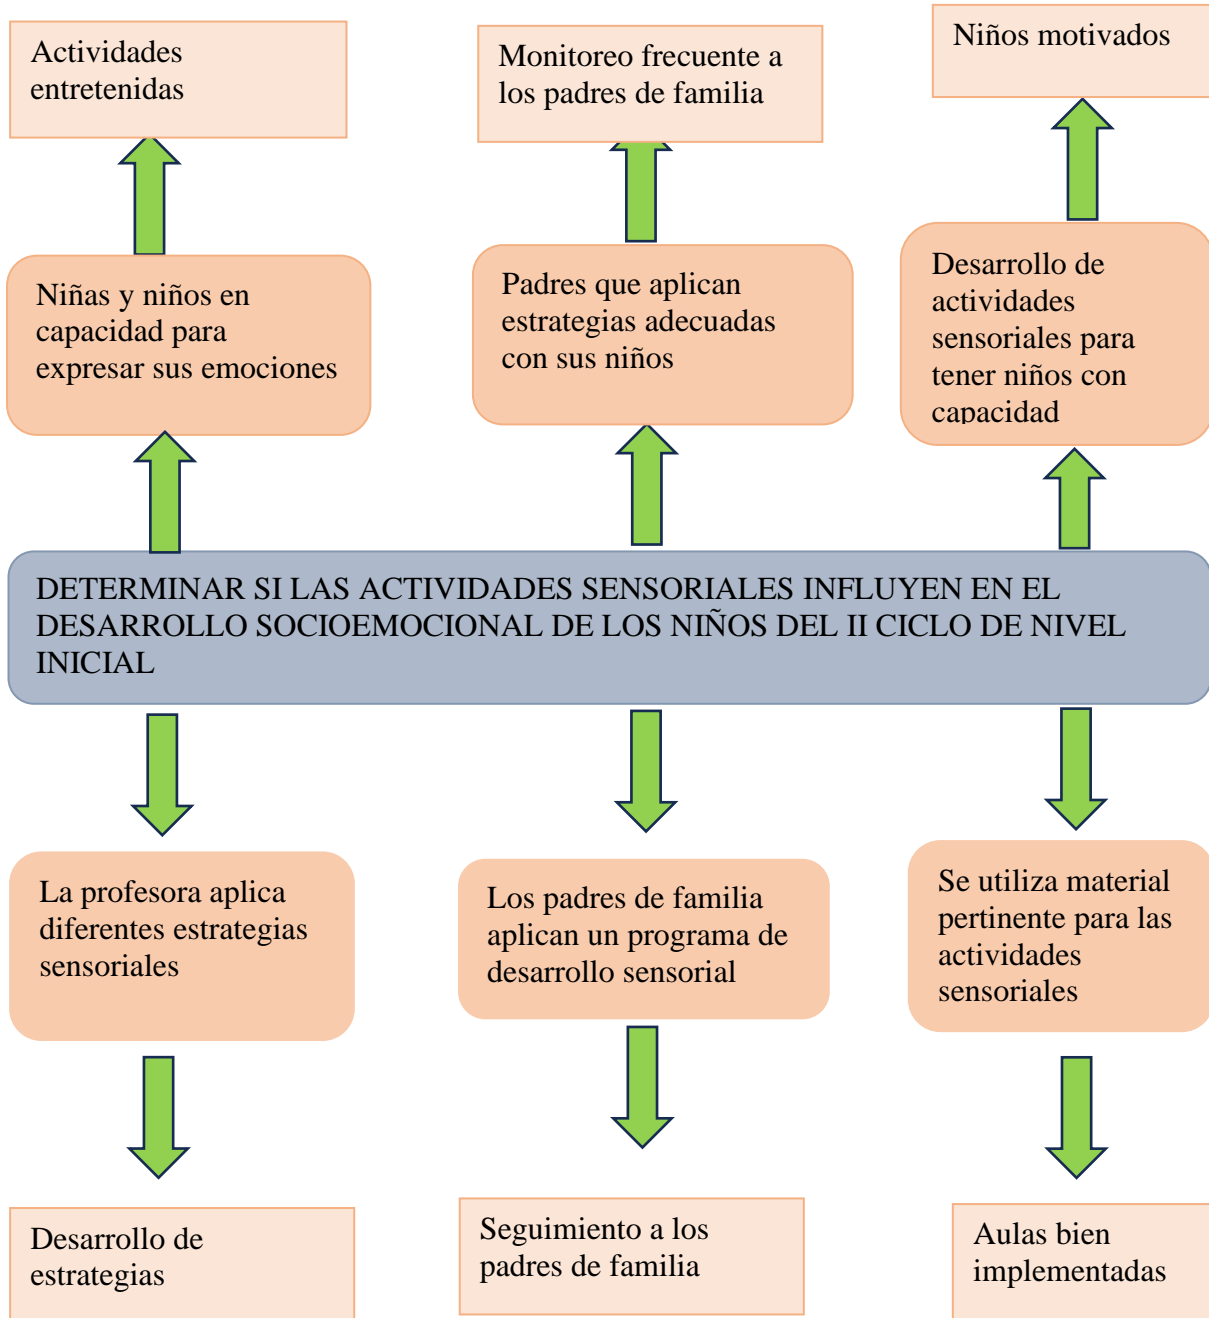 Actividades
entretenidas
Monitoreo frecuente a
los padres de familia
Niños motivados
Niñas y niños en
capacidad para
expresar sus emociones
Padres que aplican
estrategias adecuadas
con sus niños
Desarrollo de
actividades
sensoriales para
tener niños con
capacidad
DETERMINAR SI LAS ACTIVIDADES SENSORIALES INFLUYEN EN EL
DESARROLLO SOCIOEMOCIONAL DE LOS NIÑOS DEL II CICLO DE NIVEL
INICIAL
La profesora aplica
diferentes estrategias
sensoriales
Los padres de familia
aplican un programa de
desarrollo sensorial
Se utiliza material
pertinente para las
actividades
sensoriales
Desarrollo de
estrategias
Seguimiento a los
padres de familia
Aulas bien
implementadas